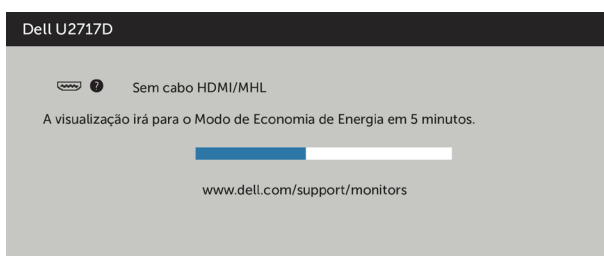 Dell U2717D
? Sem cabo HDMI/MHL
A visualização irá para o Modo de Economia de Energia em 5 minutos.
www.dell.com/support/monitors